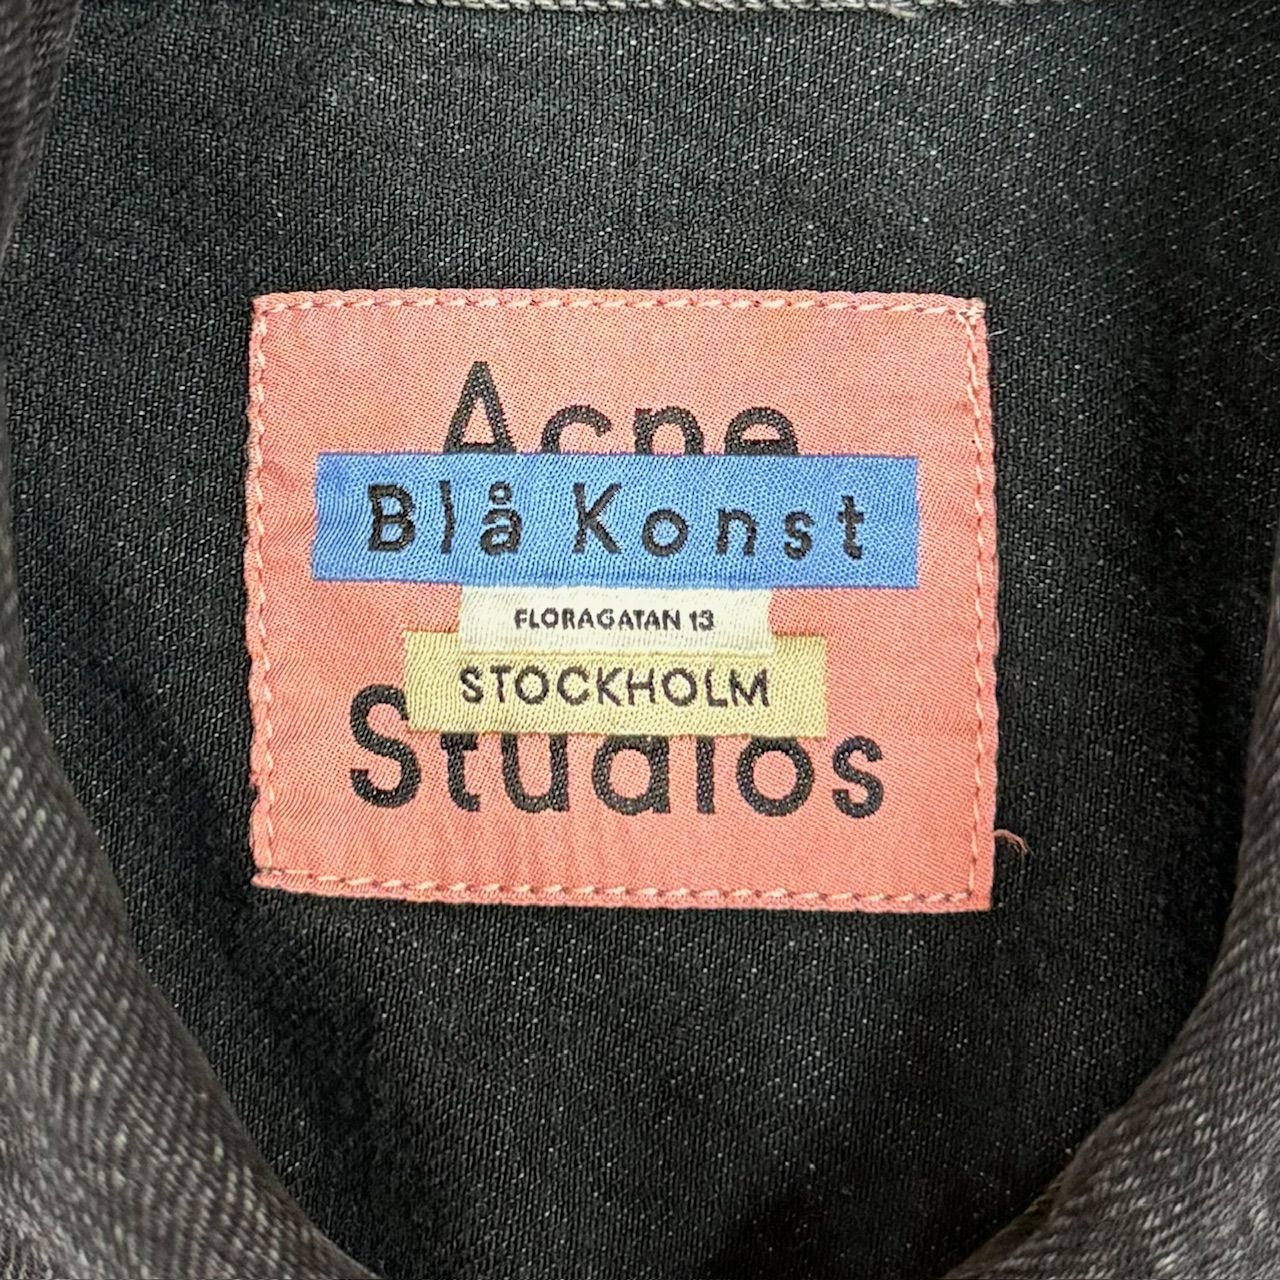 Acne
Blå Konst
FLORAGATAN 13
STOCKHOLM
Studios